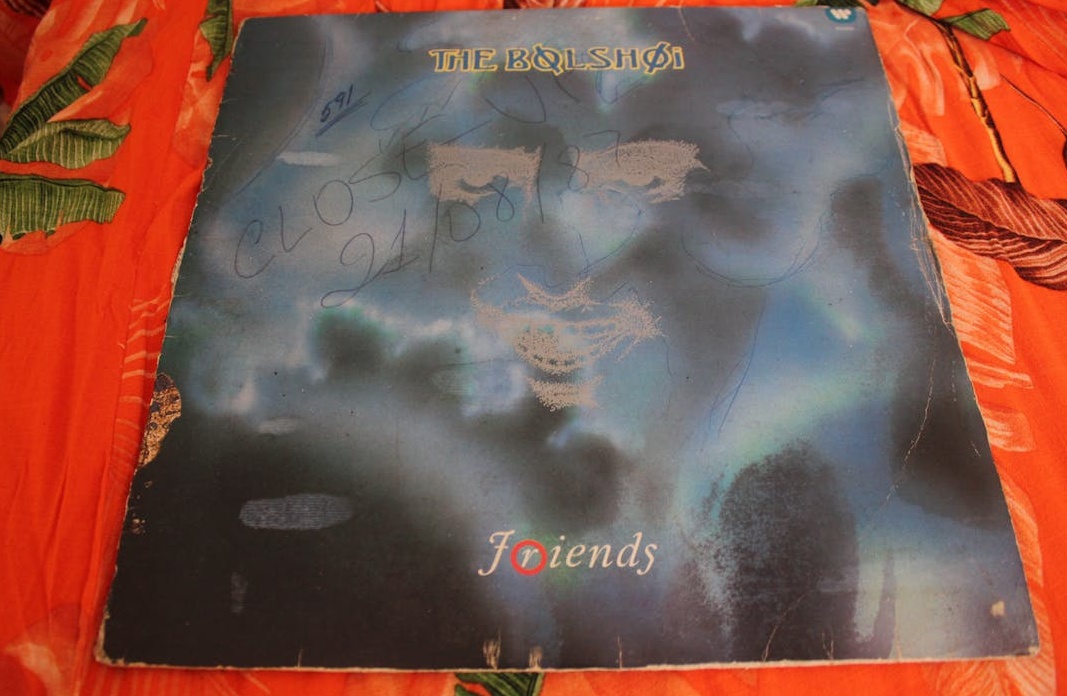 THE BOLSHOi
591
CLOSE
21/08/87
Friends